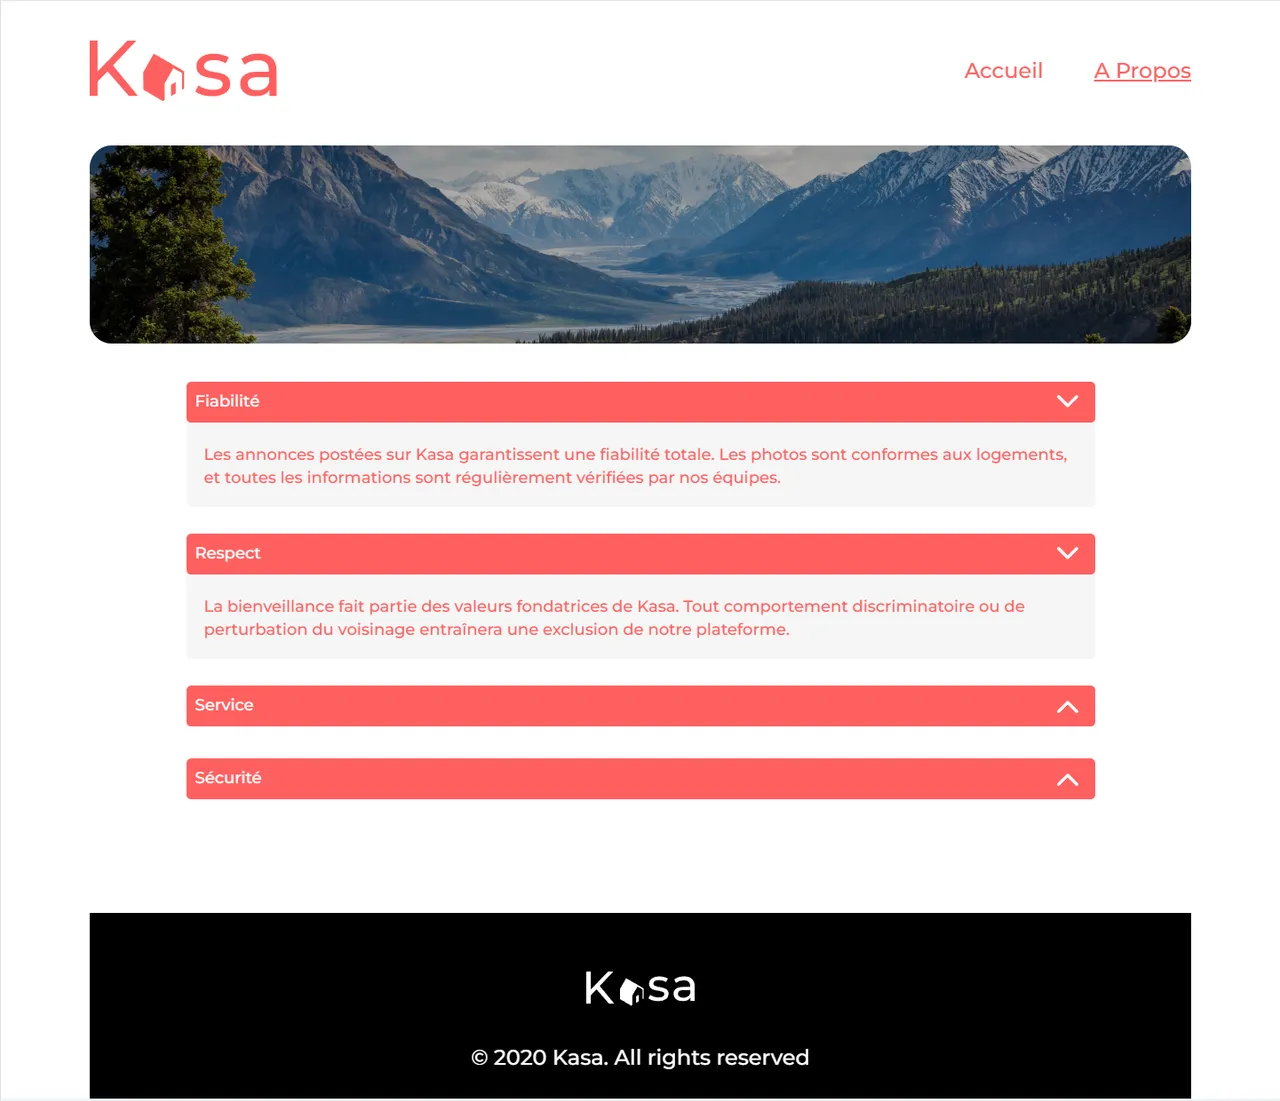 Kasa
Accueil
A Propos
Fiabilité
Les annonces postées sur Kasa garantissent une fiabilité totale. Les photos sont conformes aux logements,
et toutes les informations sont régulièrement vérifiées par nos équipes.
Respect
La bienveillance fait partie des valeurs fondatrices de Kasa. Tout comportement discriminatoire ou de
perturbation du voisinage entraînera une exclusion de notre plateforme.
Service
Sécurité
Kasa
© 2020 Kasa. All rights reserved